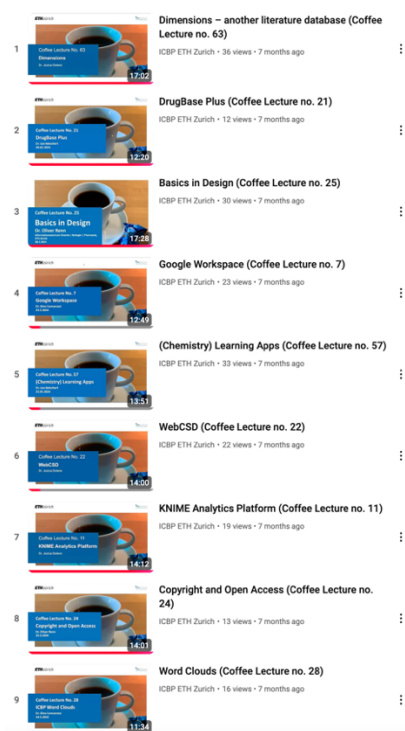 1
ETHzürich
Coffee Lecture No. 63
Dimensions
17:02
Dimensions – another literature database (Coffee
Lecture no. 63)
ICBP ETH Zurich • 36 views • 7 months ago
2
ETHzürich
Coffee Lecture No. 21
DrugBase Plus
12:20
DrugBase Plus (Coffee Lecture no. 21)
ICBP ETH Zurich • 12 views • 7 months ago
3
Coffee Lecture No. 25
Basics in Design
Dr. Oliver Renn
17:28
Basics in Design (Coffee Lecture no. 25)
ICBP ETH Zurich • 30 views • 7 months ago
4
ETHzürich
Coffee Lecture No. 7
Google Workspace
12:49
Google Workspace (Coffee Lecture no. 7)
ICBP ETH Zurich • 23 views • 7 months ago
5
ETHzürich
Coffee Lecture No. 57
(Chemistry) Learning Apps
13:51
(Chemistry) Learning Apps (Coffee Lecture no. 57)
ICBP ETH Zurich • 33 views • 7 months ago
6
ETHzürich
Coffee Lecture No. 22
WebCSD
14:00
WebCSD (Coffee Lecture no. 22)
ICBP ETH Zurich • 22 views • 7 months ago
7
ETHzürich
Coffee Lecture No. 11
KNIME Analytics Platform
14:12
KNIME Analytics Platform (Coffee Lecture no. 11)
ICBP ETH Zurich • 19 views • 7 months ago
8
ETHzürich
Coffee Lecture No. 24
Copyright and Open Access
Dr. Oliver Renn
14:01
Copyright and Open Access (Coffee Lecture no.
24)
ICBP ETH Zurich • 13 views • 7 months ago
9
ETHzürich
Coffee Lecture No. 28
ICBP Word Clouds
11:34
Word Clouds (Coffee Lecture no. 28)
ICBP ETH Zurich • 16 views • 7 months ago